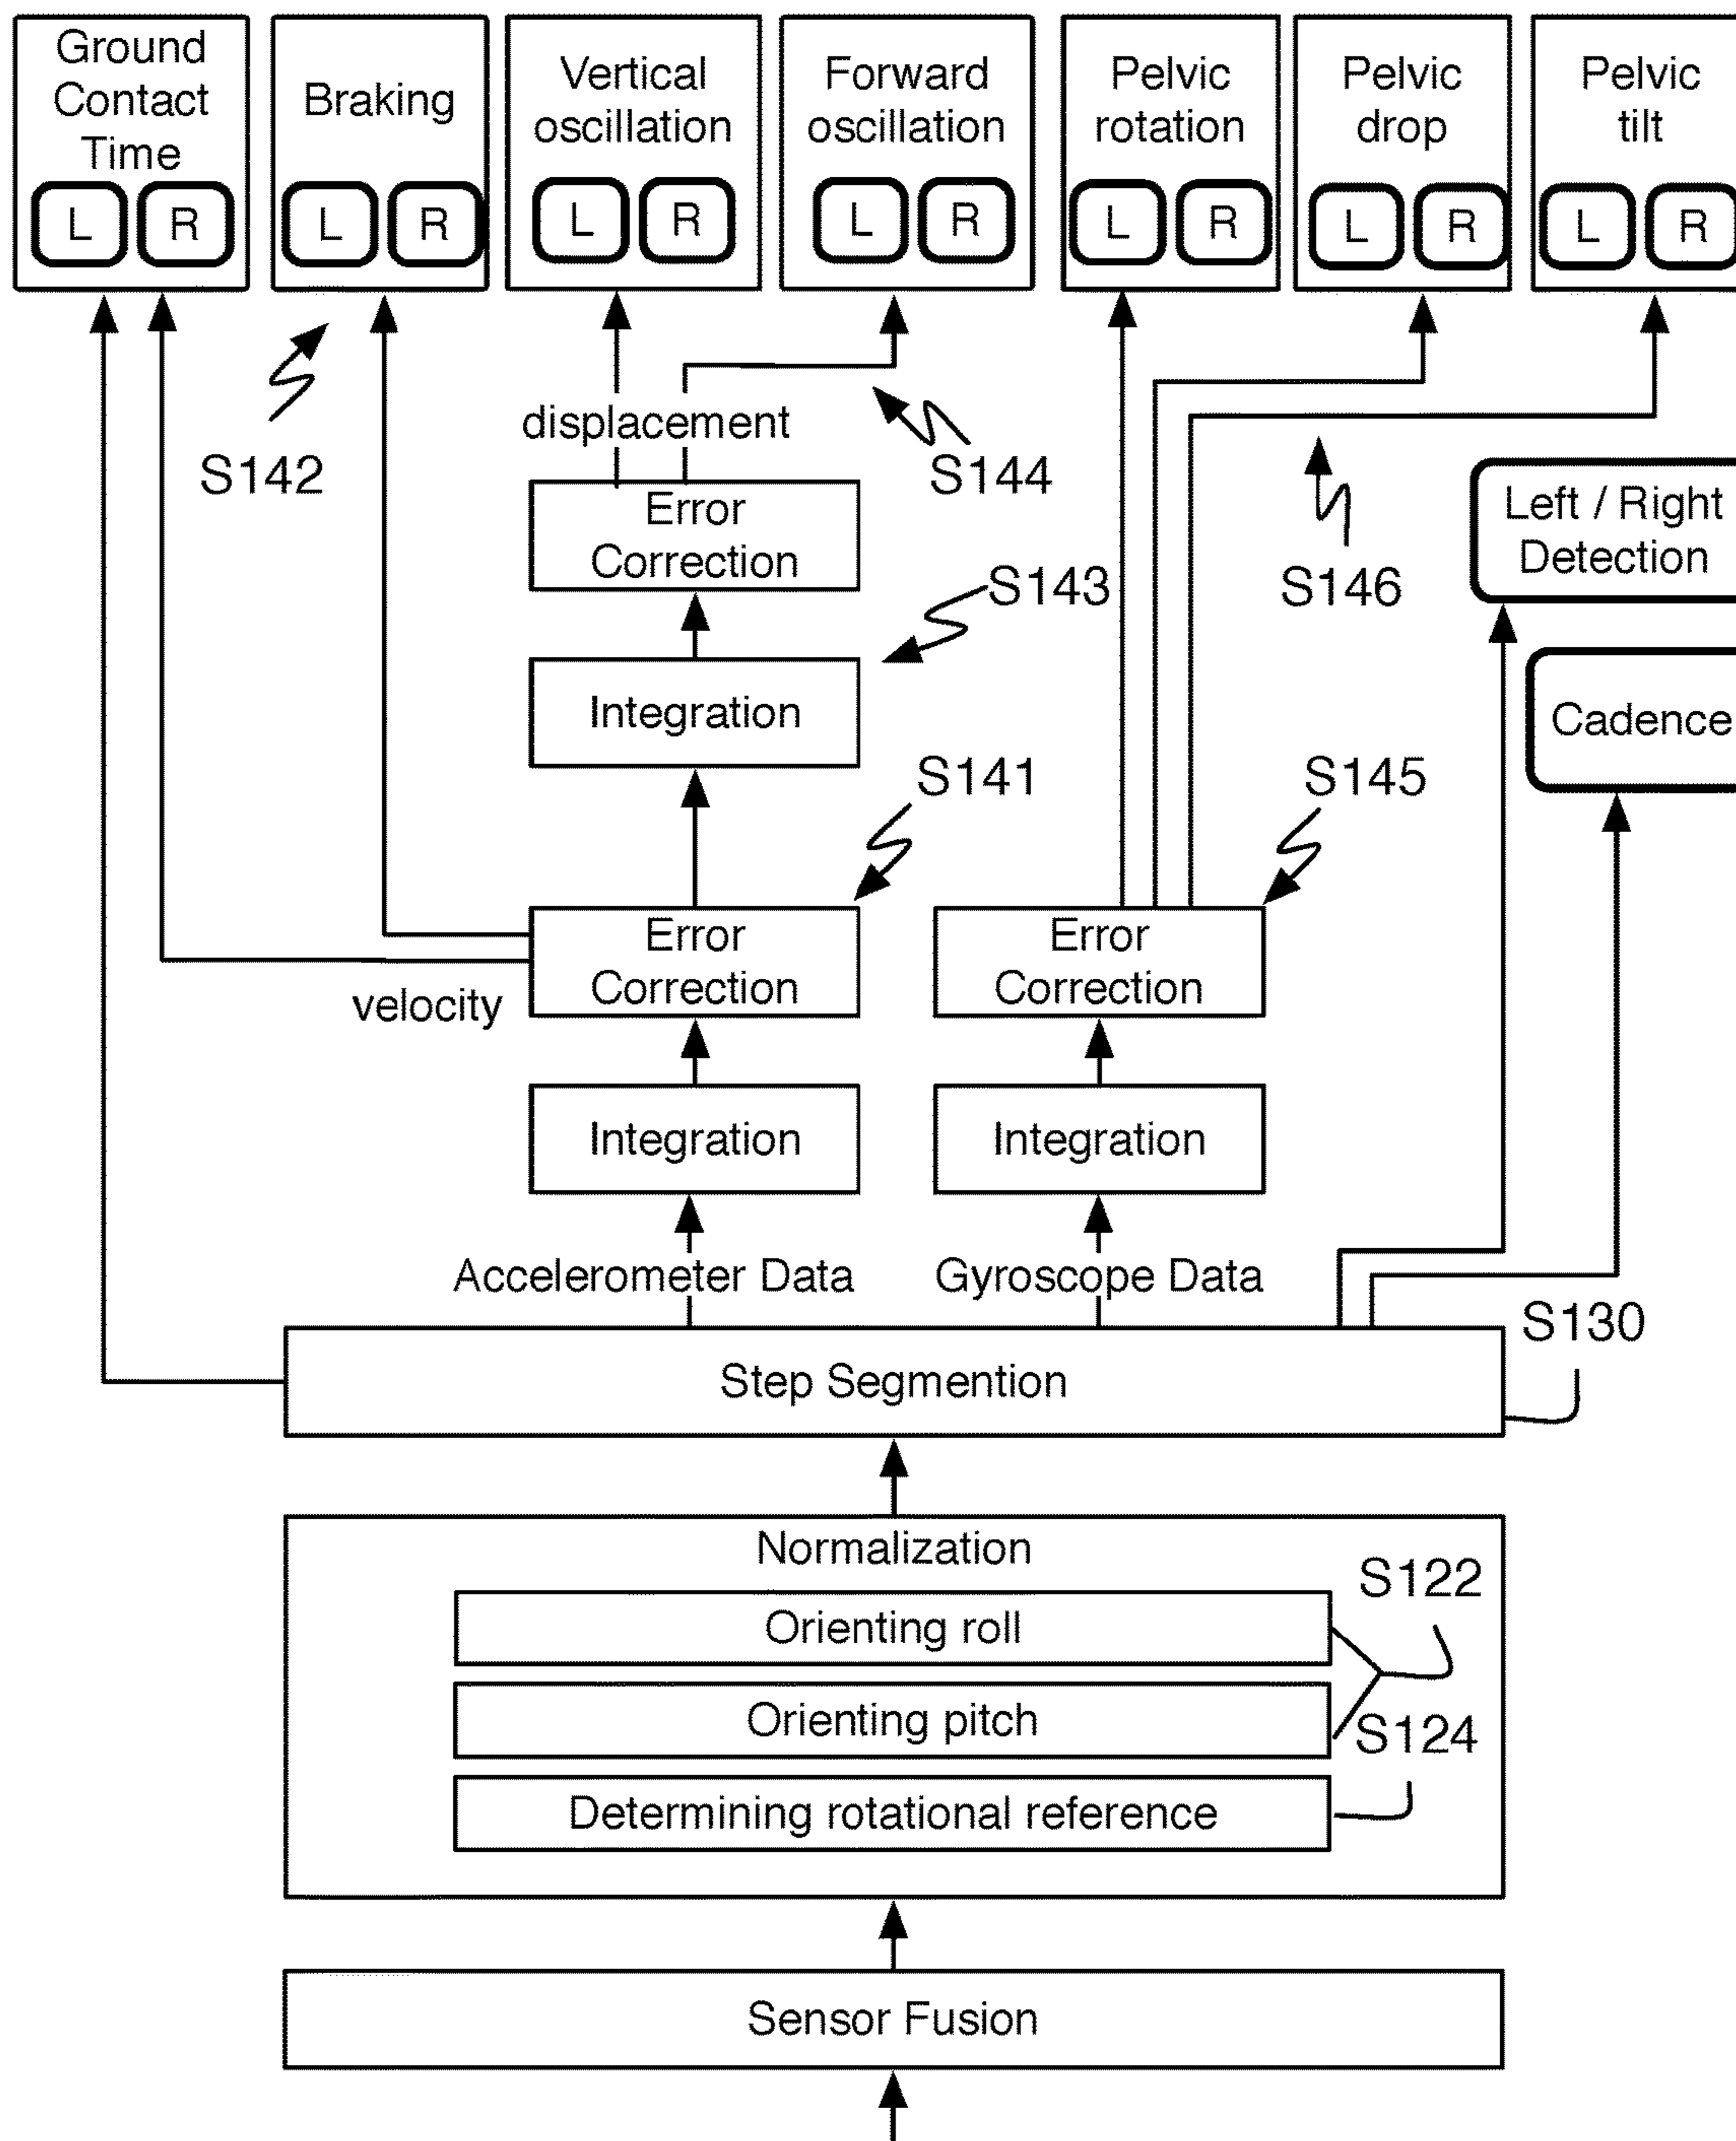 Ground
Contact
Time
L R
Braking
L R
Vertical
oscillation
L R
Forward
oscillation
L R
Pelvic
rotation
L R
Pelvic
drop
L R
Pelvic
tilt
L R
S142
displacement
S144
Error
Correction
S143
Integration
S146
Left / Right
Detection
Cadence
S141
S145
Error
Correction
velocity
Error
Correction
Integration
Integration
Accelerometer Data
Gyroscope Data
S130
Step Segmention
Normalization
S122
Orienting roll
Orienting pitch
S124
Determining rotational reference
Sensor Fusion